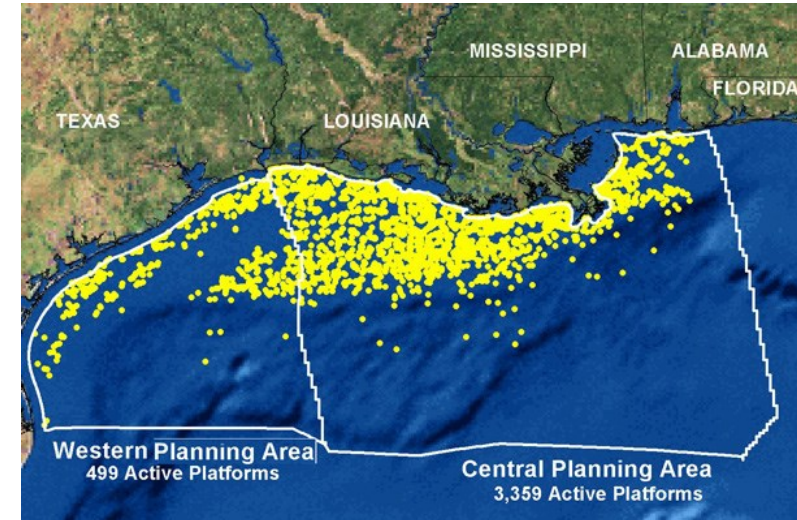 MISSISSIPPI
ALABAMA
FLORIDA
TEXAS
LOUISIANA
Western Planning Area
499 Active Platforms
Central Planning Area
3,359 Active Platforms